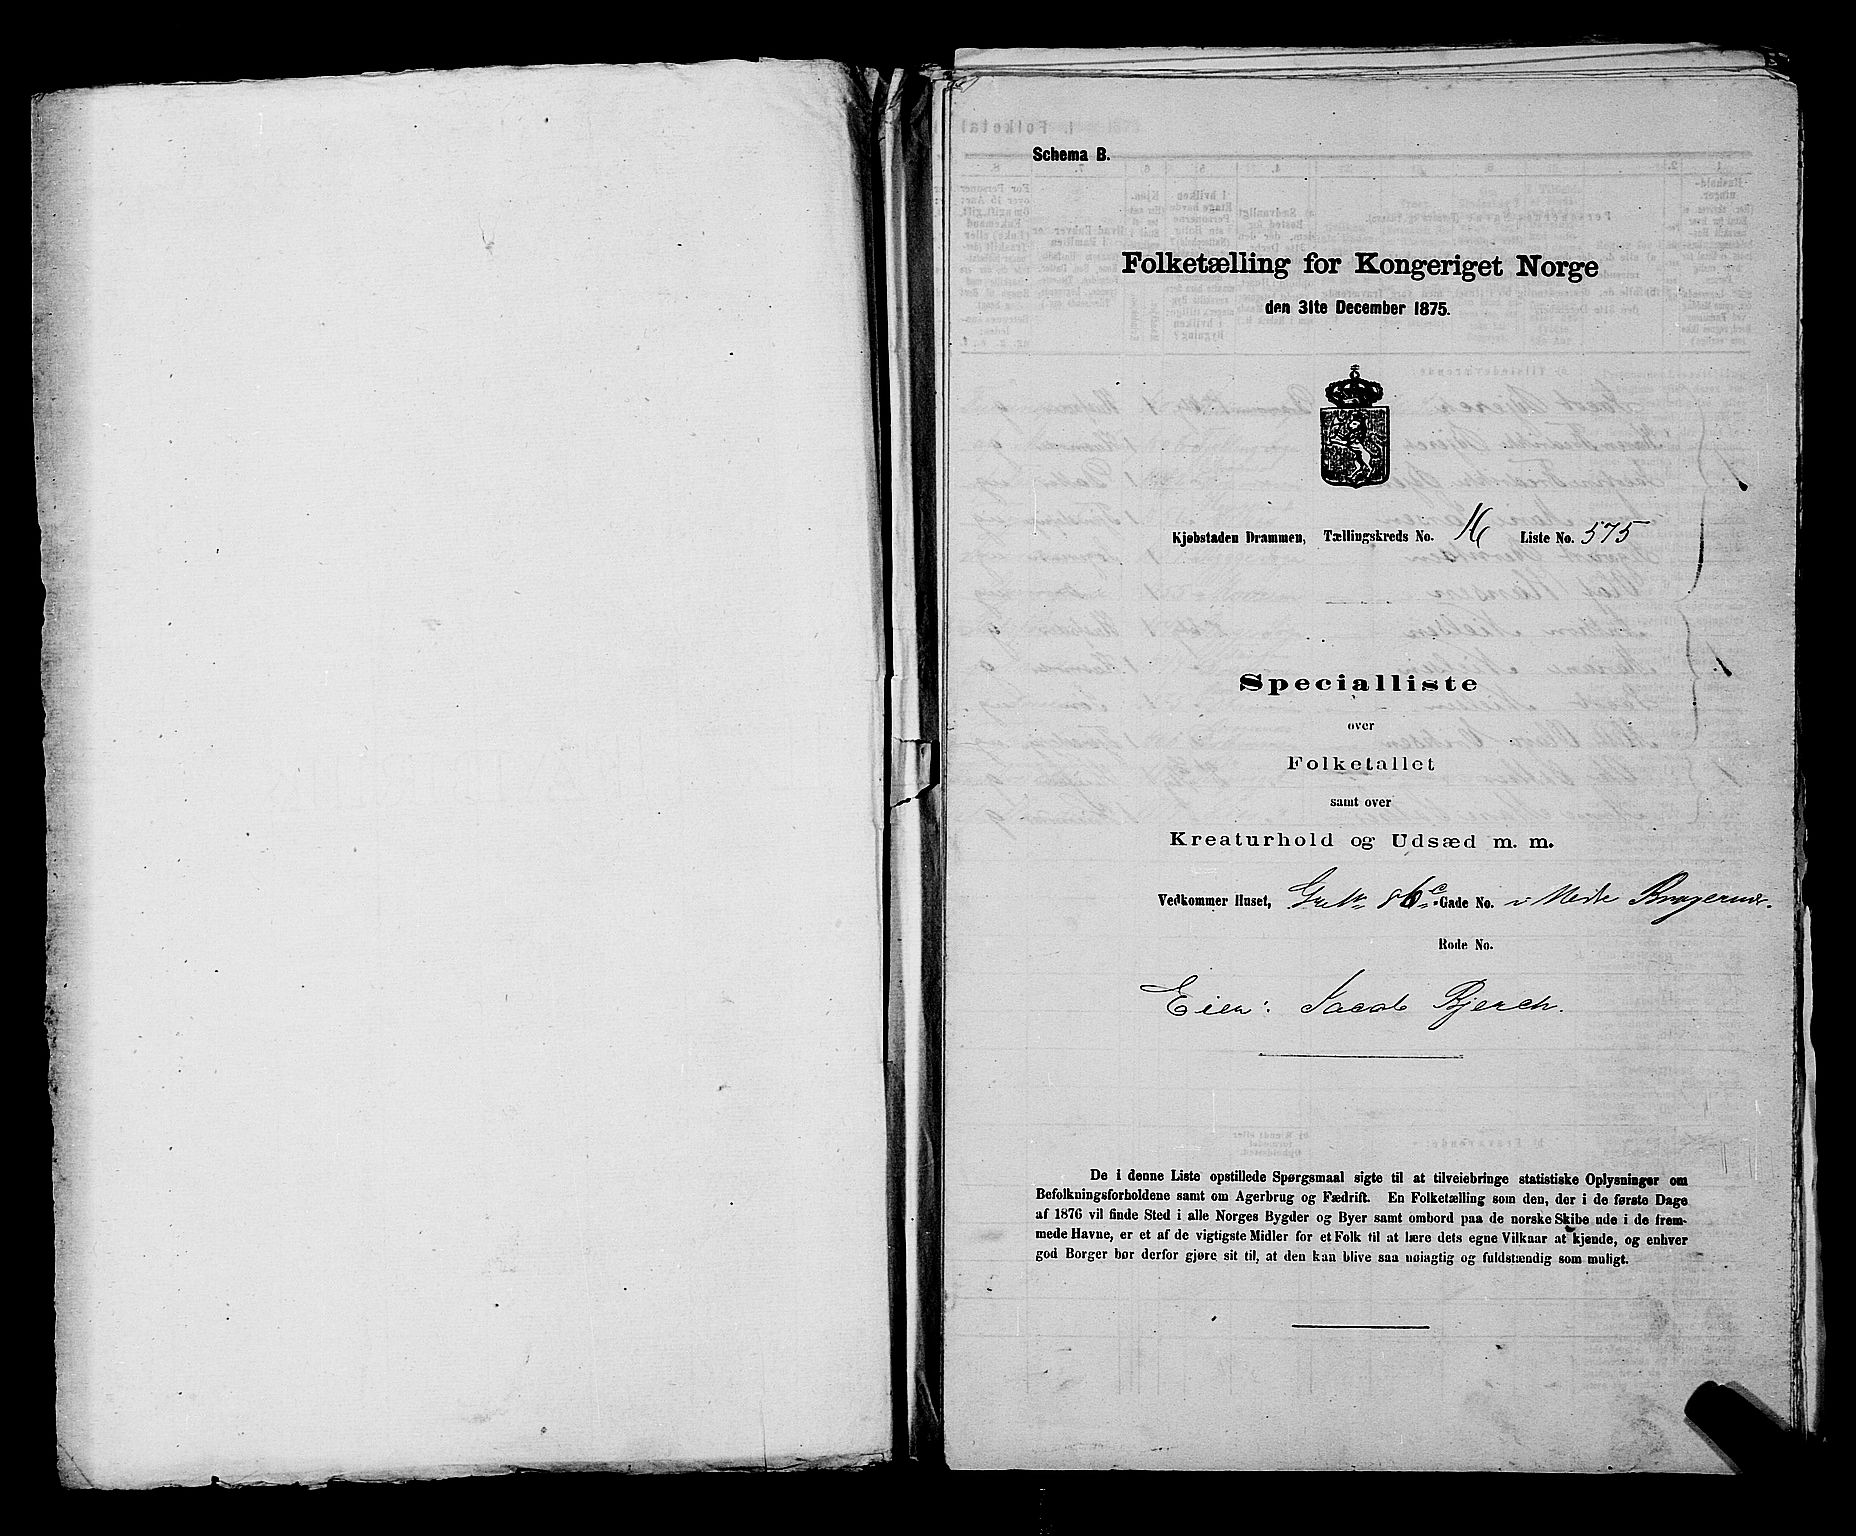 Schema B.
Folketælling for Kongeriget Norge
den 31te December 1875.
Kjøbstaden Drammen, Tællingskreds No. 16 Liste No. 575
Specialliste
over
Folketallet
samt over
Kreaturhold og Udsæd m. m.
Vedkommer Huset, 86c Gade No. Bragernæs.
Rode No.
Eier: Jacob Bjerch.
De i denne Liste opstillede Spørgsmaal sigte til at tilveiebringe statistiske Oplysninger om
Befolkningsforholdene samt om Agerbrug og Fædrift. En Folketælling som den, der i de første Dage
af 1876 vil finde Sted i alle Norges Bygder og Byer samt ombord paa de norske Skibe ude i de frem-
mede Havne, er et af de vigtigste Midler for et Folk til at lære dets egne Vilkaar at kjende, og enhver
god Borger bør derfor gjøre sit til, at den kan blive saa nøiagtig og fuldstændig som muligt.